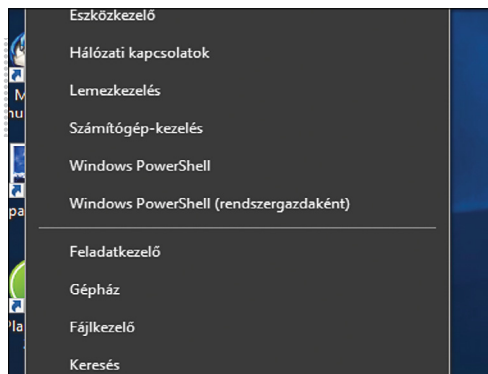 Eszközkezelő
Hálózati kapcsolatok
Lemezkezelés
Számítógép-kezelés
Windows PowerShell
Windows PowerShell (rendszergazdaként)
Feladatkezelő
Gépház
Fájlkezelő
Keresés